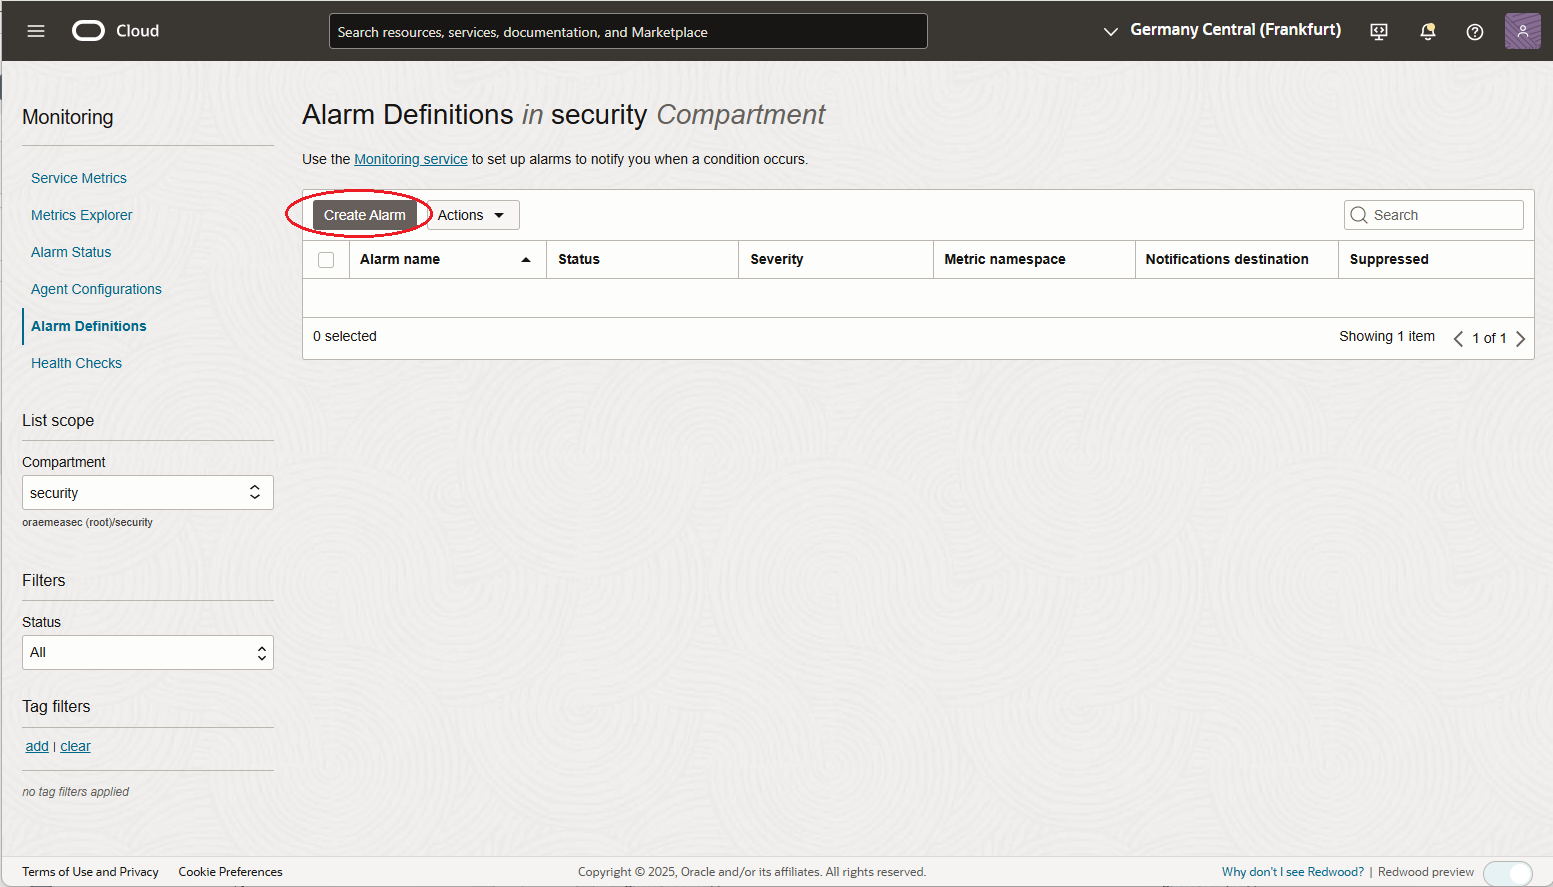 Cloud
Search resources, services, documentation, and Marketplace
Germany Central (Frankfurt)
Monitoring
Service Metrics
Metrics Explorer
Alarm Status
Agent Configurations
Alarm Definitions
Health Checks
List scope
Compartment
security
oraemeasec (root)/security
Filters
Status
All
Tag filters
add | clear
no tag filters applied
Alarm Definitions in security Compartment
Use the Monitoring service to set up alarms to notify you when a condition occurs.
Create Alarm Actions Search
Alarm name Status Severity Metric namespace Notifications destination Suppressed
0 selected Showing 1 item 1 of 1
Terms of Use and Privacy Cookie Preferences Copyright © 2025, Oracle and/or its affiliates. All rights reserved. Why don't I see Redwood? | Redwood preview